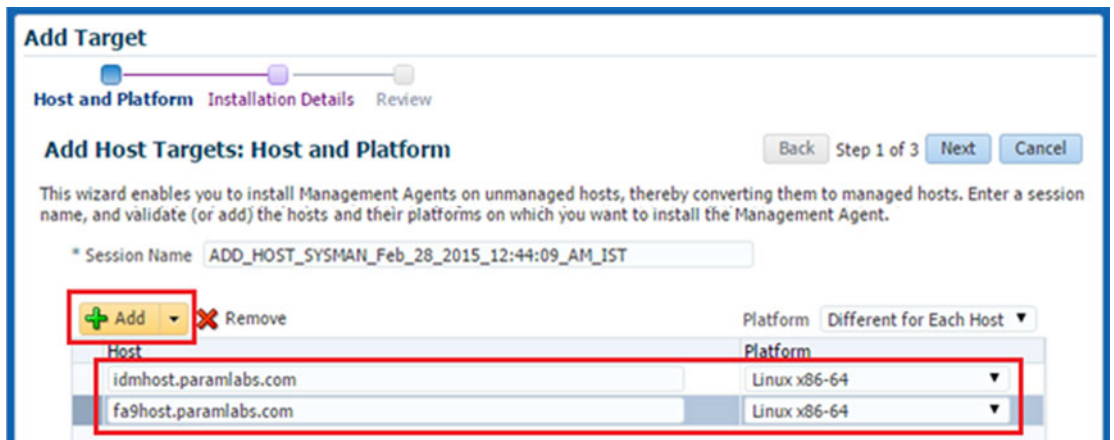 Add Target
Host and Platform Installation Details Review
Add Host Targets: Host and Platform
Back Step 1 of 3 Next Cancel
This wizard enables you to install Management Agents on unmanaged hosts, thereby converting them to managed hosts. Enter a session
name, and validate (or add) the hosts and their platforms on which you want to install the Management Agent.
* Session Name ADD_HOST_SYSMAN_Feb_28_2015_12:44:09_AM_IST
Add Remove Platform Different for Each Host
Host Platform
idmhost.paramlabs.com Linux x86-64
fa9host.paramlabs.com Linux x86-64